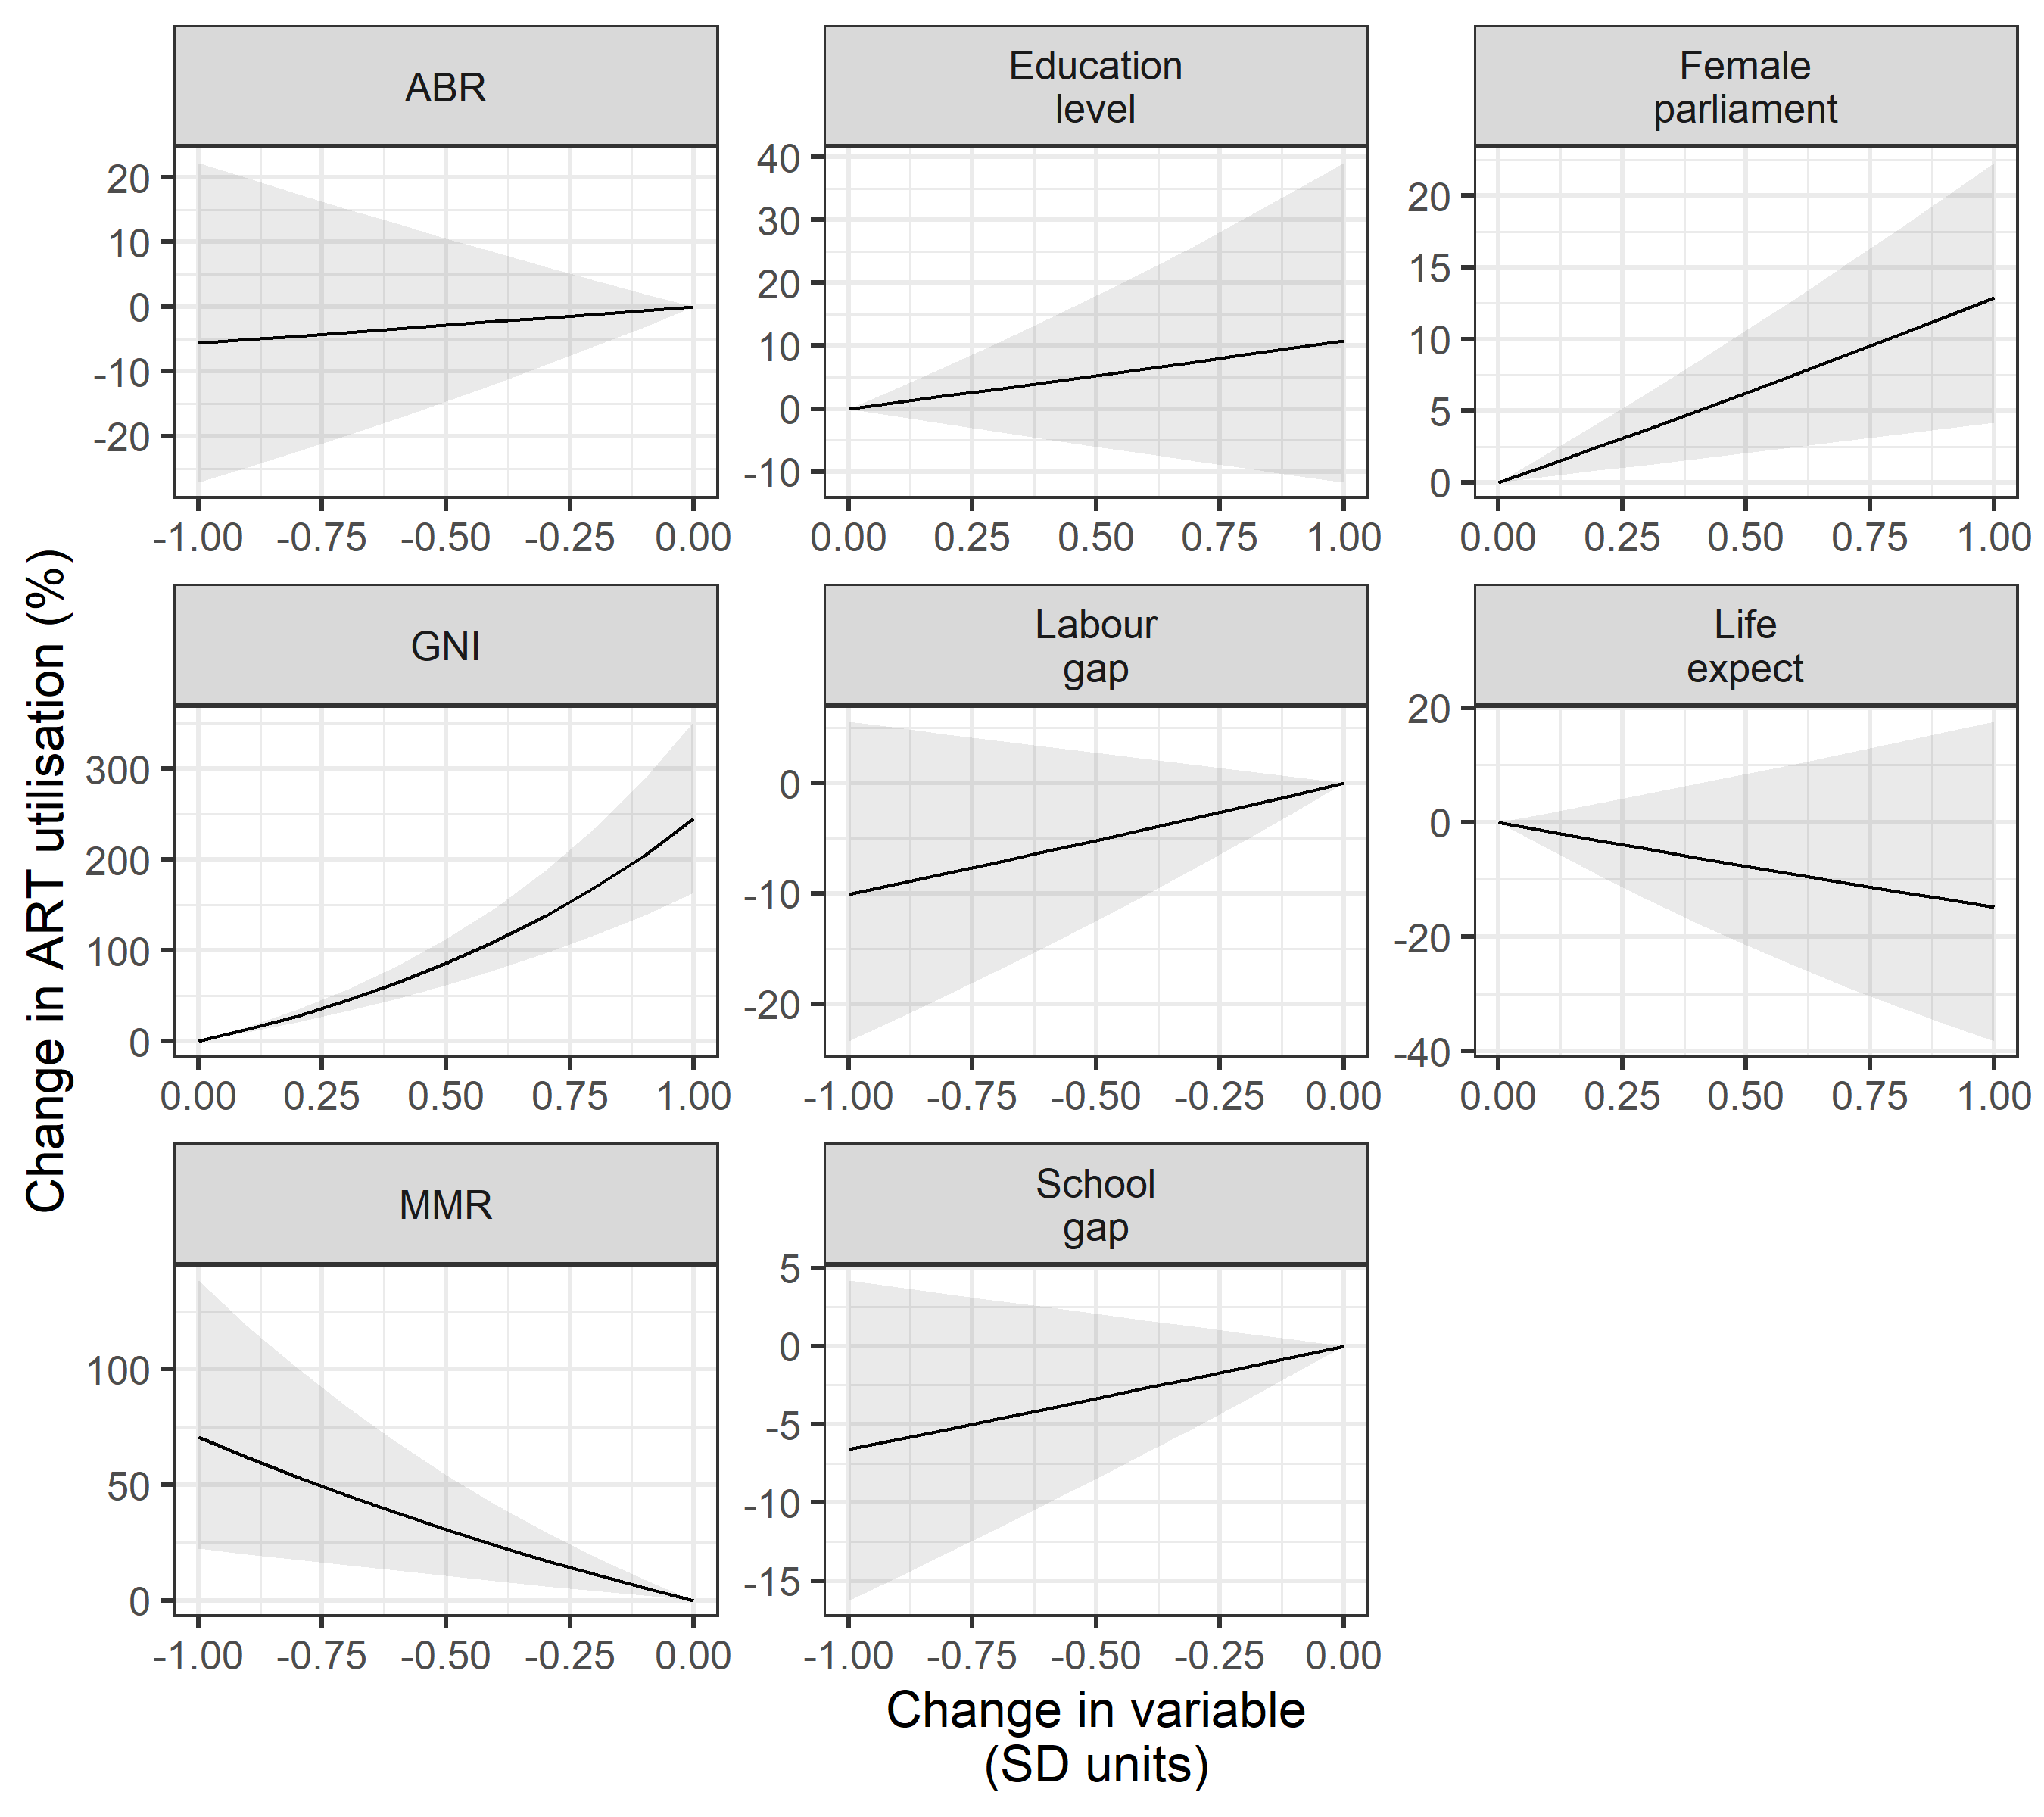 ABR
Education
level
Female
parliament
20
10
0
-10
-20
-1.00 -0.75 -0.50 -0.25 0.00
40
30
20
10
0
-10
0.00 0.25 0.50 0.75 1.00
20
15
10
5
0
0.00 0.25 0.50 0.75 1.00
Change in ART utilisation (%)
GNI
Labour
gap
Life
expect
300
200
100
0
0.00 0.25 0.50 0.75 1.00
0
-10
-20
-1.00 -0.75 -0.50 -0.25 0.00
20
0
-20
-40
0.00 0.25 0.50 0.75 1.00
MMR
School
gap
100
50
0
-1.00 -0.75 -0.50 -0.25 0.00
5
0
-5
-10
-15
-1.00 -0.75 -0.50 -0.25 0.00
Change in variable
(SD units)